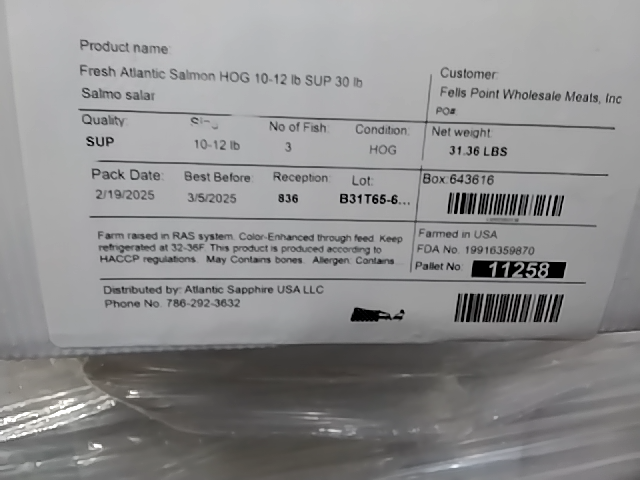 Product name:
Fresh Atlantic Salmon HOG 10-12 lb SUP 30 lb
Salmo salar
Customer:
Fells Point Wholesale Meats, Inc
PO#:
Quality:
No of Fish:
Condition:
Net weight:
SUP
10-12 lb
3
HOG
31.36 LBS
Pack Date:
Best Before:
Reception:
Lot:
Box:643616
2/19/2025
3/5/2025
836
B31T65-6...
Farm raised in RAS system. Color-Enhanced through feed. Keep
refrigerated at 32-36F. This product is produced according to
HACCP regulations. May Contains bones. Allergen: Contains...
Farmed in USA
FDA No. 19916359870
Pallet No. 11258
Distributed by: Atlantic Sapphire USA LLC
Phone No. 786-292-3632